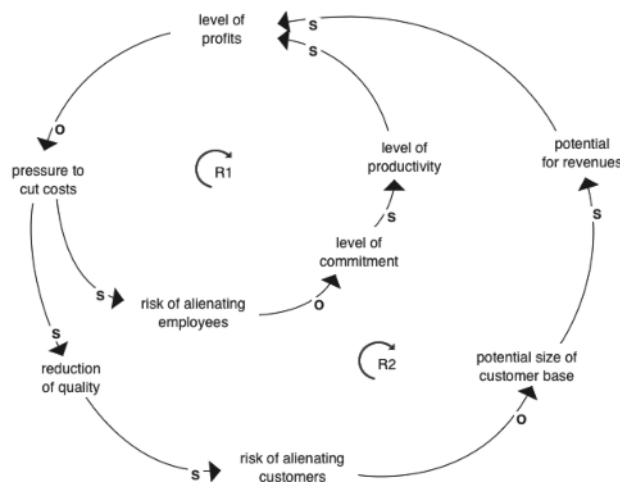 level of
profits
S
S
O
pressure to
cut costs
R1
level of
productivity
potential
for revenues
S
S
level of
commitment
S
risk of alienating
employees
O
S
reduction
of quality
R2
potential size of
customer base
O
S
risk of alienating
customers